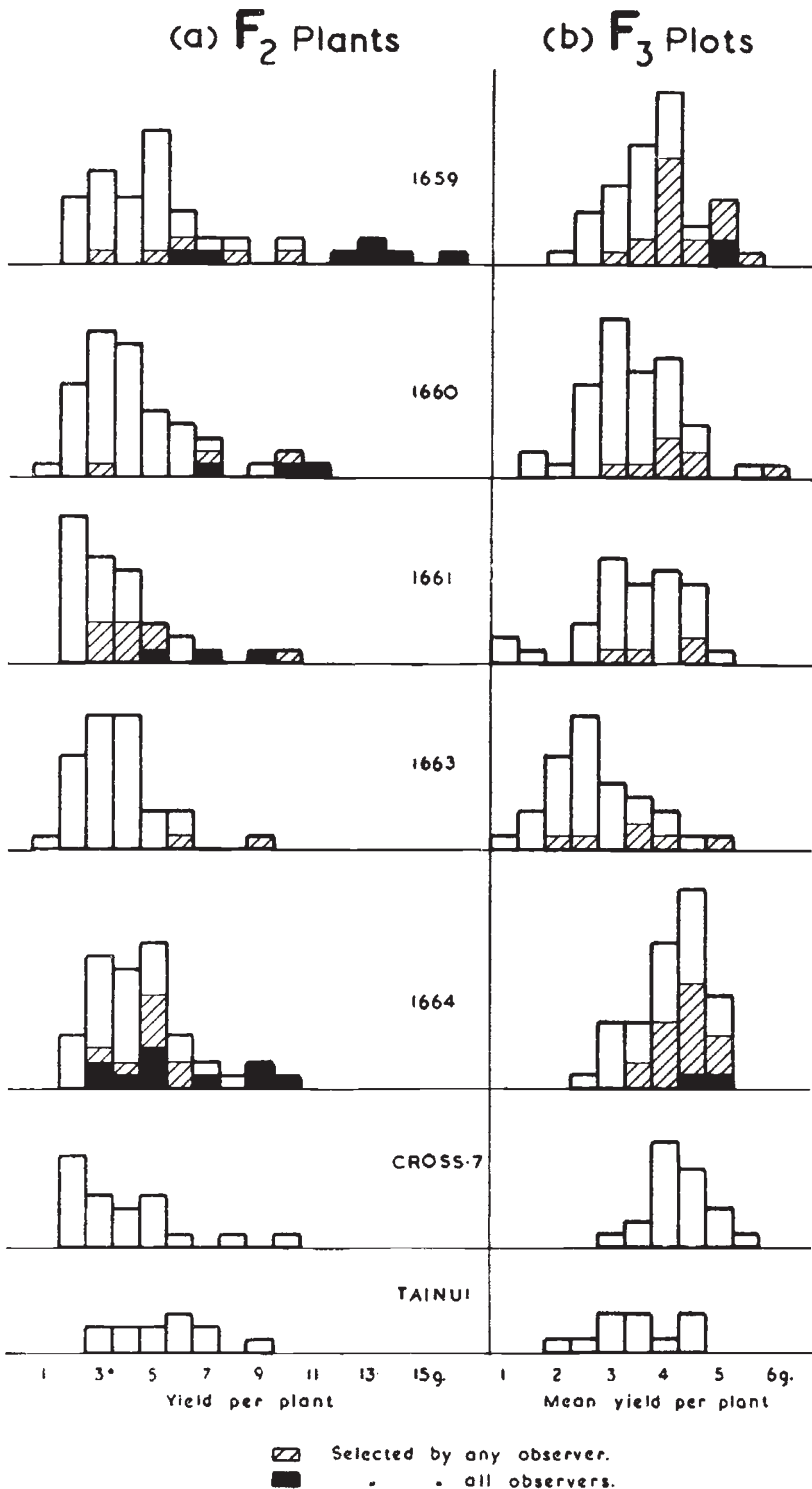 (a) F2 Plants
(b) F3 Plots
1659
1660
1661
1663
1664
CROSS·7
TAINUI
1 3 5 7 9 11 13 15g.
Yield per plant
1 2 3 4 5 6g.
Mean yield per plant
Selected by any observer.
. . all observers.